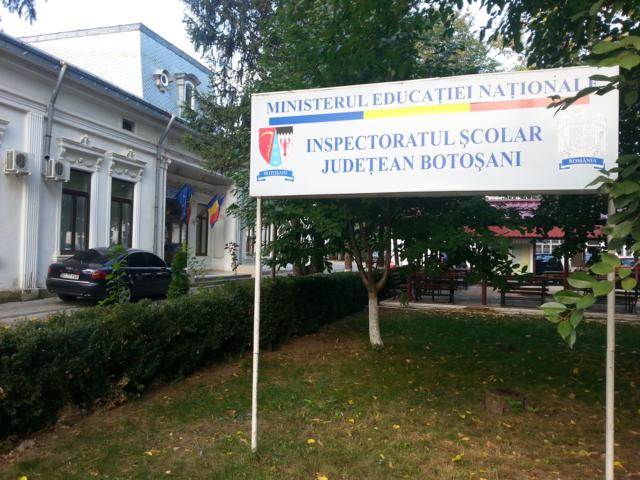 MINISTERUL EDUCAȚIEI NAȚIONALE
INSPECTORATUL ȘCOLAR
JUDEȚEAN BOTOȘANI
BOTOȘANI
ROMÂNIA